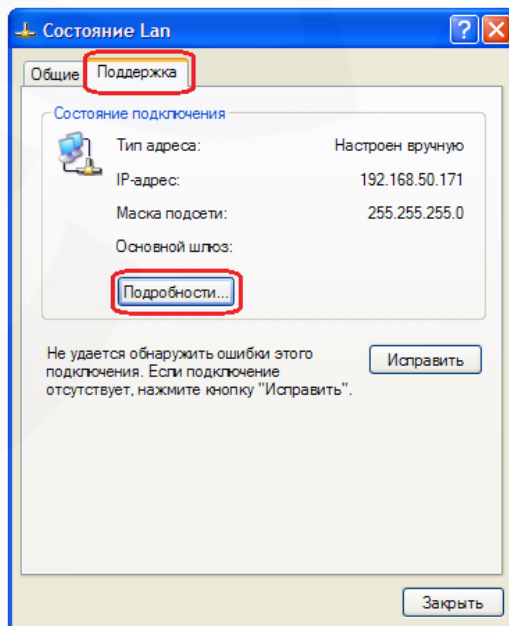 Состояние Lan
Общие Поддержка
Состояние подключения
Тип адреса: Настроен вручную
IP-адрес: 192.168.50.171
Маска подсети: 255.255.255.0
Основной шлюз:
Подробности...
Не удается обнаружить ошибки этого
подключения. Если подключение
отсутствует, нажмите кнопку "Исправить".
Исправить
Закрыть